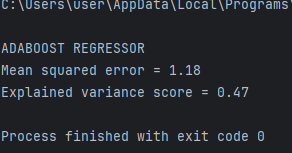 C:\Users\user\AppData\Local\Programs\
ADABOOST REGRESSOR
Mean squared error = 1.18
Explained variance score = 0.47
Process finished with exit code 0